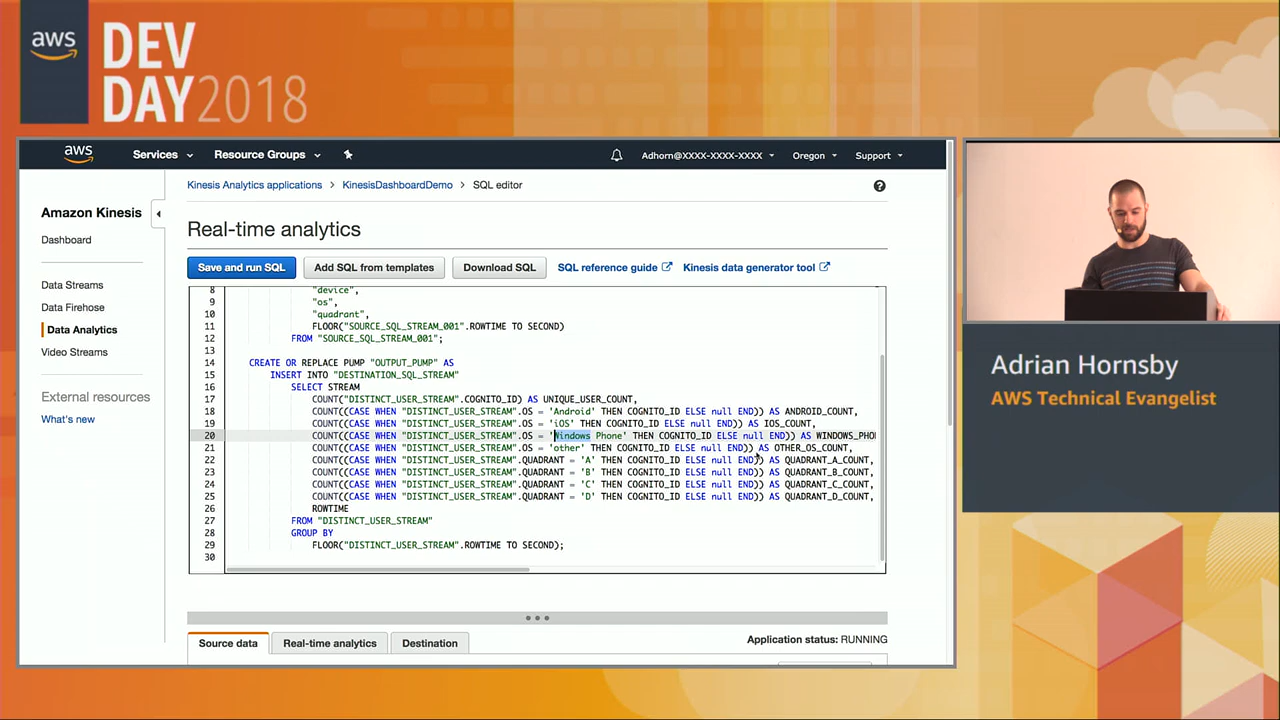 aws
DEV
DAY2018
aws
Services
Resource Groups
Adhorn@XXXX-XXXX-XXXX
Oregon
Support
Kinesis Analytics applications
KinesisDashboardDemo
SQL editor
Amazon Kinesis
Dashboard
Data Streams
Data Firehose
Data Analytics
Video Streams
External resources
What's new
Real-time analytics
Save and run SQL
Add SQL from templates
Download SQL
SQL reference guide
Kinesis data generator tool
8 "device",
9 "os",
10 "quadrant",
11 FLOOR("SOURCE_SQL_STREAM_001".ROWTIME TO SECOND)
12 FROM "SOURCE_SQL_STREAM_001";
13
14 CREATE OR REPLACE PUMP "OUTPUT_PUMP" AS
15 INSERT INTO "DESTINATION_SQL_STREAM"
16 SELECT STREAM
17 COUNT("DISTINCT_USER_STREAM".COGNITO_ID) AS UNIQUE_USER_COUNT,
18 COUNT((CASE WHEN "DISTINCT_USER_STREAM".OS = 'Android' THEN COGNITO_ID ELSE null END)) AS ANDROID_COUNT,
19 COUNT((CASE WHEN "DISTINCT_USER_STREAM".OS = 'iOS' THEN COGNITO_ID ELSE null END)) AS IOS_COUNT,
20 COUNT((CASE WHEN "DISTINCT_USER_STREAM".OS = 'Windows Phone' THEN COGNITO_ID ELSE null END)) AS WINDOWS_PHO
21 COUNT((CASE WHEN "DISTINCT_USER_STREAM".OS = 'other' THEN COGNITO_ID ELSE null END)) AS OTHER_OS_COUNT,
22 COUNT((CASE WHEN "DISTINCT_USER_STREAM".QUADRANT = 'A' THEN COGNITO_ID ELSE null END)) AS QUADRANT_A_COUNT,
23 COUNT((CASE WHEN "DISTINCT_USER_STREAM".QUADRANT = 'B' THEN COGNITO_ID ELSE null END)) AS QUADRANT_B_COUNT,
24 COUNT((CASE WHEN "DISTINCT_USER_STREAM".QUADRANT = 'C' THEN COGNITO_ID ELSE null END)) AS QUADRANT_C_COUNT,
25 COUNT((CASE WHEN "DISTINCT_USER_STREAM".QUADRANT = 'D' THEN COGNITO_ID ELSE null END)) AS QUADRANT_D_COUNT,
26 ROWTIME
27 FROM "DISTINCT_USER_STREAM"
28 GROUP BY
29 FLOOR("DISTINCT_USER_STREAM".ROWTIME TO SECOND);
30
Source data
Real-time analytics
Destination
Application status: RUNNING
Adrian Hornsby
AWS Technical Evangelist